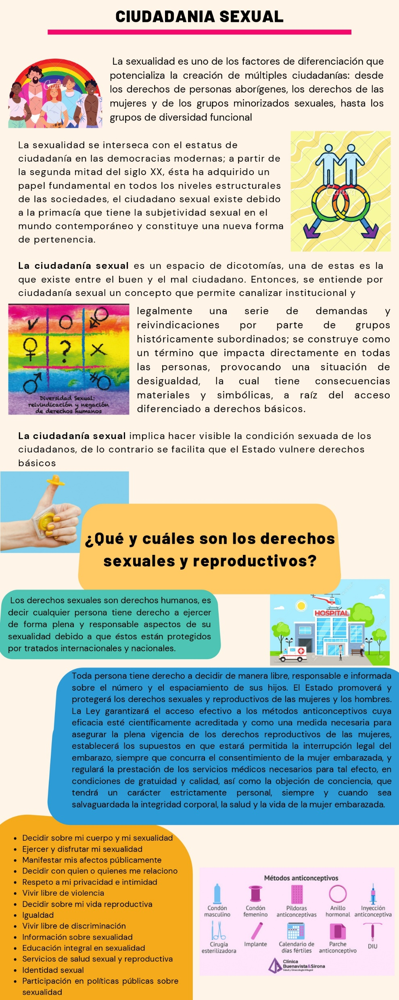 CIUDADANIA SEXUAL
La sexualidad es uno de los factores de diferenciación que
potencializa la creación de múltiples ciudadanías: desde
los derechos de personas aborígenes, los derechos de las
mujeres y de los grupos minorizados sexuales, hasta los
grupos de diversidad funcional
Canva
La sexualidad se interseca con el estatus de
ciudadanía en las democracias modernas; a partir de
la segunda mitad del siglo XX, ésta ha adquirido un
papel fundamental en todos los niveles estructurales
de las sociedades, el ciudadano sexual existe debido
a la primacía que tiene la subjetividad sexual en el
mundo contemporáneo y constituye una nueva forma
de pertenencia.
Canva
La ciudadanía sexual es un espacio de dicotomías, una de estas es la
que existe entre el buen y el mal ciudadano. Entonces, se entiende por
ciudadanía sexual un concepto que permite canalizar institucional y
legalmente una serie de demandas y
reivindicaciones por parte de grupos
históricamente subordinados; se construye como
un término que impacta directamente en todas
las personas, provocando una situación de
desigualdad, la cual tiene consecuencias
materiales y simbólicas, a raíz del acceso
diferenciado a derechos básicos.
?
Diversidad Sexual:
reivindicación y negación
de derechos humanos
La ciudadanía sexual implica hacer visible la condición sexuada de los
ciudadanos, de lo contrario se facilita que el Estado vulnere derechos
básicos
¿Qué y cuáles son los derechos
sexuales y reproductivos?
Los derechos sexuales son derechos humanos, es
decir cualquier persona tiene derecho a ejercer
de forma plena y responsable aspectos de su
sexualidad debido a que éstos están protegidos
por tratados internacionales y nacionales.
HOSPITAL
Toda persona tiene derecho a decidir de manera libre, responsable e informada
sobre el número y el espaciamiento de sus hijos. El Estado promoverá y
protegerá los derechos sexuales y reproductivos de las mujeres y los hombres.
La Ley garantizará el acceso efectivo a los métodos anticonceptivos cuya
eficacia esté científicamente acreditada y como una medida necesaria para
asegurar la plena vigencia de los derechos reproductivos de las mujeres,
establecerá los supuestos en que estará permitida la interrupción legal del
embarazo, siempre que concurra el consentimiento de la mujer embarazada, y
regulará la prestación de los servicios médicos necesarios para tal efecto, en
condiciones de gratuidad y calidad, así como la objeción de conciencia, que
tendrá un carácter estrictamente personal, siempre y cuando sea
salvaguardada la integridad corporal, la salud y la vida de la mujer embarazada.
• Decidir sobre mi cuerpo y mi sexualidad
• Ejercer y disfrutar mi sexualidad
• Manifestar mis afectos públicamente
• Decidir con quien o quienes me relaciono
• Respeto a mi privacidad e intimidad
• Vivir libre de violencia
• Decidir sobre mi vida reproductiva
• Igualdad
• Vivir libre de discriminación
• Información sobre sexualidad
• Educación integral en sexualidad
• Servicios de salud sexual y reproductiva
• Identidad sexual
• Participación en políticas públicas sobre
sexualidad
Métodos anticonceptivos
Condón
masculino
Condón
femenino
Píldoras
anticonceptivas
Anillo
hormonal
Inyección
anticonceptiva
Cirugía
esterilizadora
Implante
Calendario de
días fértiles
Parche
anticonceptivo
DIU
Clínica
Buenavista&Sirona
Salud y Ginecología Integral